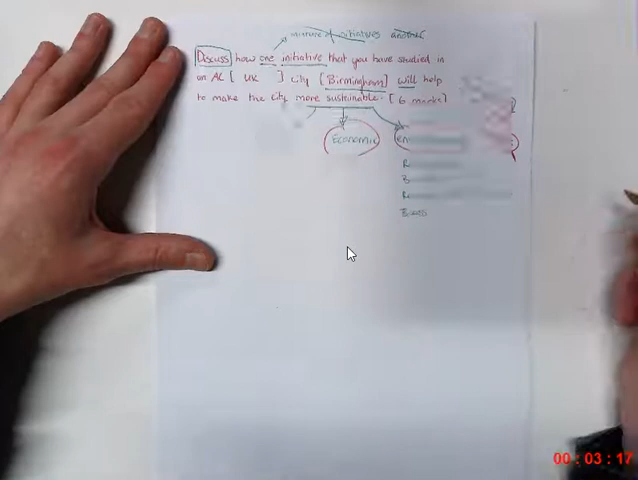 mixture of initiatives another
Discuss how one initiative that you have studied in
an AC [ UK ] city [Birmingham] will help
to make the city more sustainable. [6 marks]
Economic en
R
B
R
00:03:17